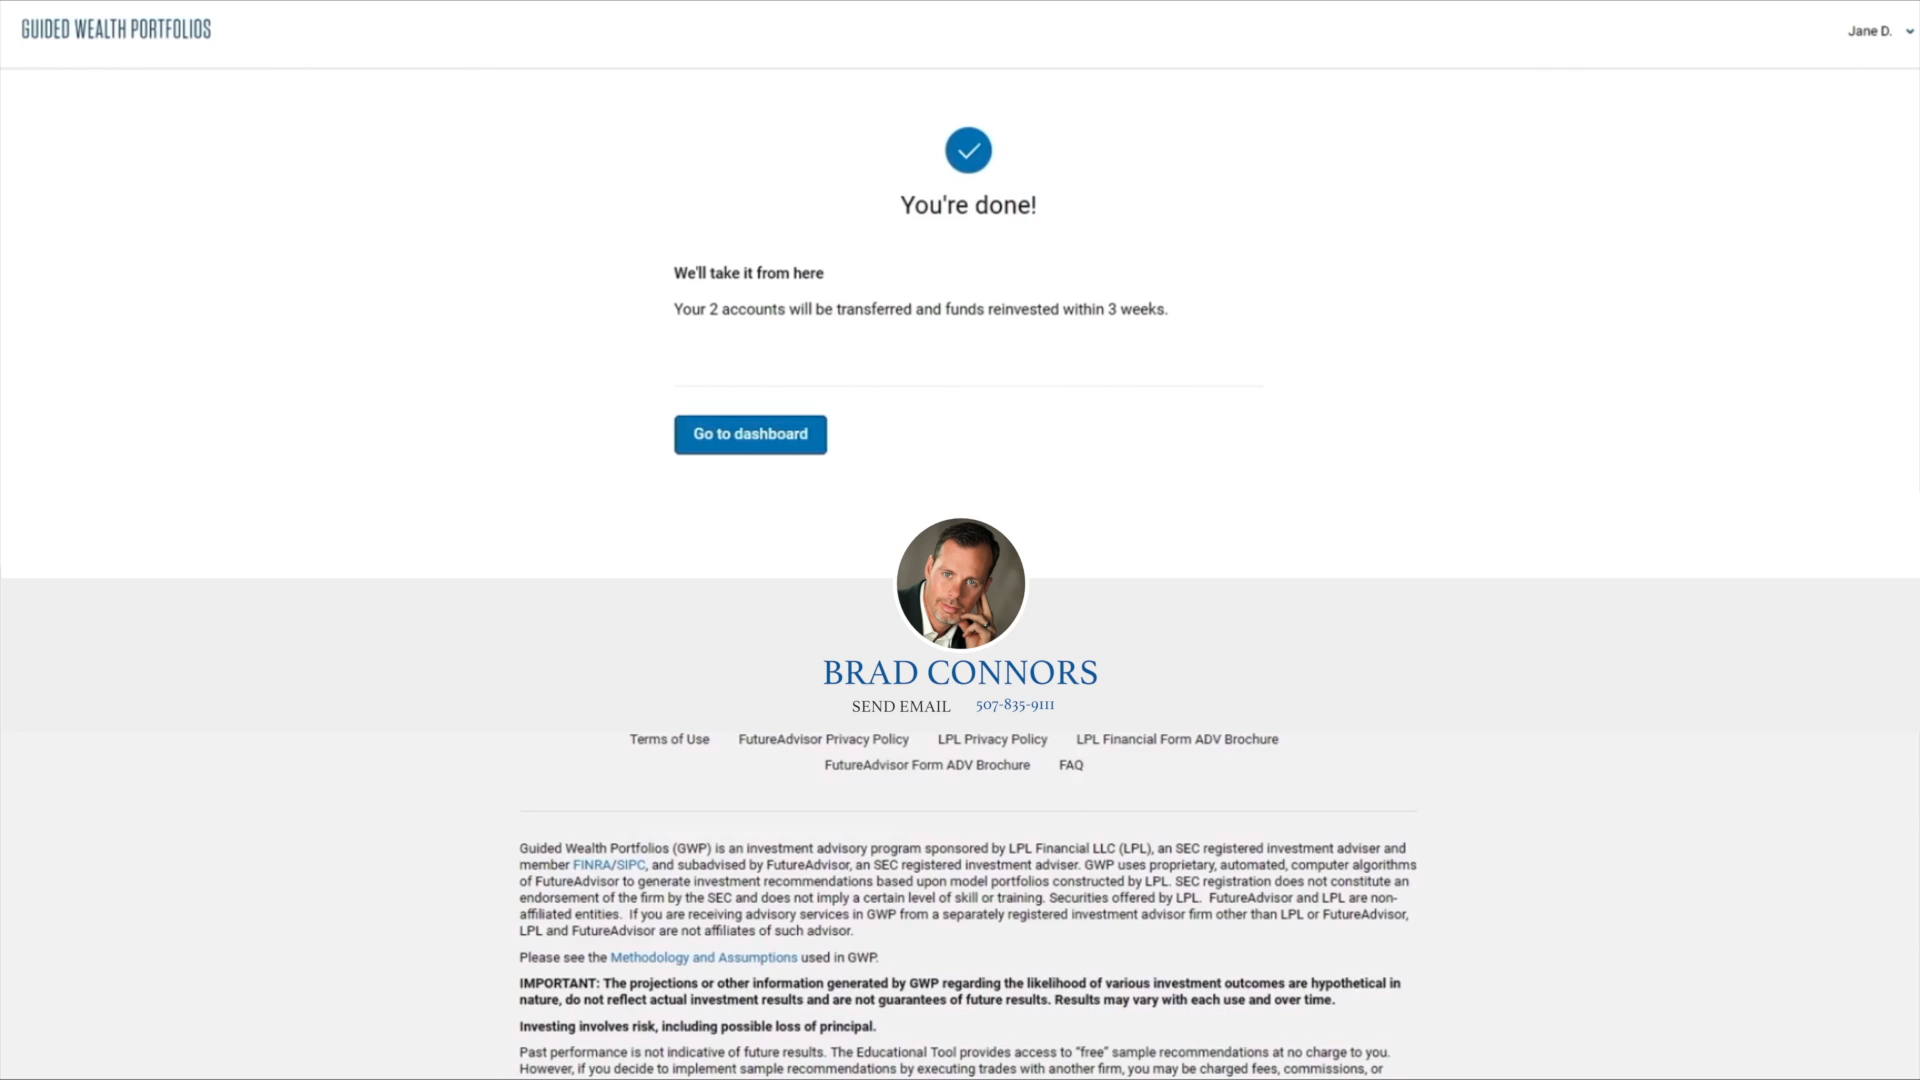 GUIDED WEALTH PORTFOLIOS
Jane D.
You're done!
We'll take it from here
Your 2 accounts will be transferred and funds reinvested within 3 weeks.
Go to dashboard
BRAD CONNORS
SEND EMAIL 507-835-9111
Terms of Use FutureAdvisor Privacy Policy LPL Privacy Policy LPL Financial Form ADV Brochure
FutureAdvisor Form ADV Brochure FAQ
Guided Wealth Portfolios (GWP) is an investment advisory program sponsored by LPL Financial LLC (LPL), an SEC registered investment adviser and
member FINRA/SIPC, and subadvised by FutureAdvisor, an SEC registered investment adviser. GWP uses proprietary, automated, computer algorithms
of FutureAdvisor to generate investment recommendations based upon model portfolios constructed by LPL. SEC registration does not constitute an
endorsement of the firm by the SEC and does not imply a certain level of skill or training. Securities offered by LPL. FutureAdvisor and LPL are non-
affiliated entities. If you are receiving advisory services in GWP from a separately registered investment advisor firm other than LPL or FutureAdvisor,
LPL and FutureAdvisor are not affiliates of such advisor.
Please see the Methodology and Assumptions used in GWP.
IMPORTANT: The projections or other information generated by GWP regarding the likelihood of various investment outcomes are hypothetical in
nature, do not reflect actual investment results and are not guarantees of future results. Results may vary with each use and over time.
Investing involves risk, including possible loss of principal.
Past performance is not indicative of future results. The Educational Tool provides access to “free” sample recommendations at no charge to you.
However, if you decide to implement sample recommendations by executing trades with another firm, you may be charged fees, commissions, or